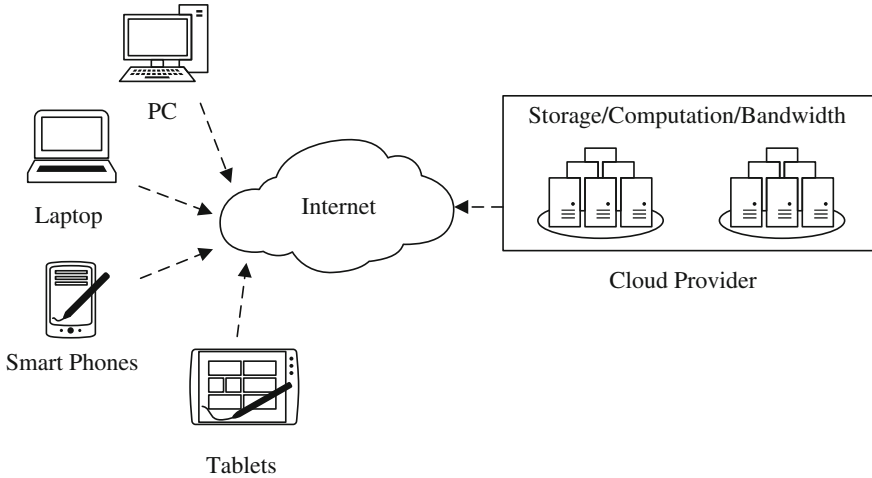 PC
Storage/Computation/Bandwidth
Laptop
Internet
Cloud Provider
Smart Phones
Tablets